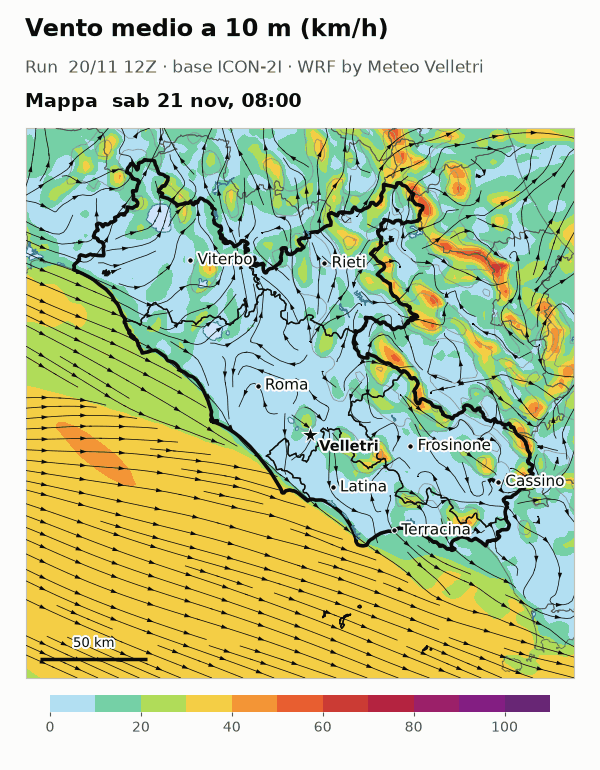 Vento medio a 10 m (km/h)
Run  20/11 12Z · base ICON-2I · WRF by Meteo Velletri
Mappa  sab 21 nov, 08:00
Viterbo
Rieti
Roma
Velletri
Frosinone
Latina
Cassino
Terracina
50 km
0 20 40 60 80 100